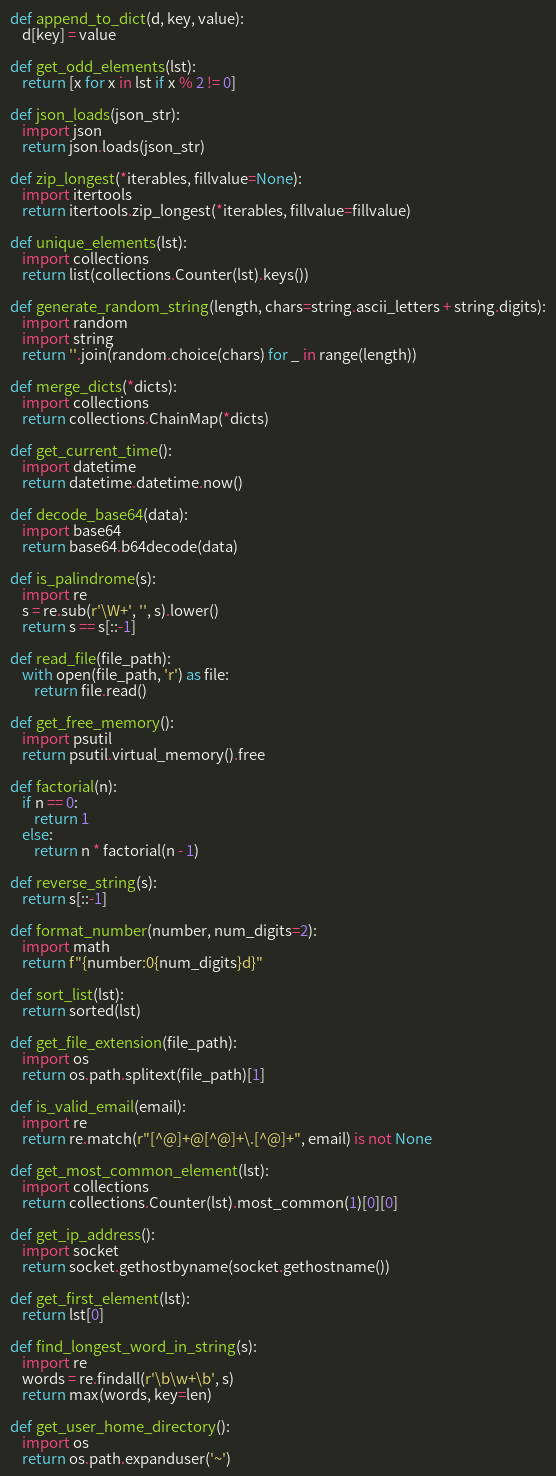 def append_to_dict(d, key, value):
    d[key] = value

def get_odd_elements(lst):
    return [x for x in lst if x % 2 != 0]

def json_loads(json_str):
    import json
    return json.loads(json_str)

def zip_longest(*iterables, fillvalue=None):
    import itertools
    return itertools.zip_longest(*iterables, fillvalue=fillvalue)

def unique_elements(lst):
    import collections
    return list(collections.Counter(lst).keys())

def generate_random_string(length, chars=string.ascii_letters + string.digits):
    import random
    import string
    return ''.join(random.choice(chars) for _ in range(length))

def merge_dicts(*dicts):
    import collections
    return collections.ChainMap(*dicts)

def get_current_time():
    import datetime
    return datetime.datetime.now()

def decode_base64(data):
    import base64
    return base64.b64decode(data)

def is_palindrome(s):
    import re
    s = re.sub(r'\W+', '', s).lower()
    return s == s[::-1]

def read_file(file_path):
    with open(file_path, 'r') as file:
        return file.read()

def get_free_memory():
    import psutil
    return psutil.virtual_memory().free

def factorial(n):
    if n == 0:
        return 1
    else:
        return n * factorial(n - 1)

def reverse_string(s):
    return s[::-1]

def format_number(number, num_digits=2):
    import math
    return f"{number:0{num_digits}d}"

def sort_list(lst):
    return sorted(lst)

def get_file_extension(file_path):
    import os
    return os.path.splitext(file_path)[1]

def is_valid_email(email):
    import re
    return re.match(r"[^@]+@[^@]+\.[^@]+", email) is not None

def get_most_common_element(lst):
    import collections
    return collections.Counter(lst).most_common(1)[0][0]

def get_ip_address():
    import socket
    return socket.gethostbyname(socket.gethostname())

def get_first_element(lst):
    return lst[0]

def find_longest_word_in_string(s):
    import re
    words = re.findall(r'\b\w+\b', s)
    return max(words, key=len)

def get_user_home_directory():
    import os
    return os.path.expanduser('~')